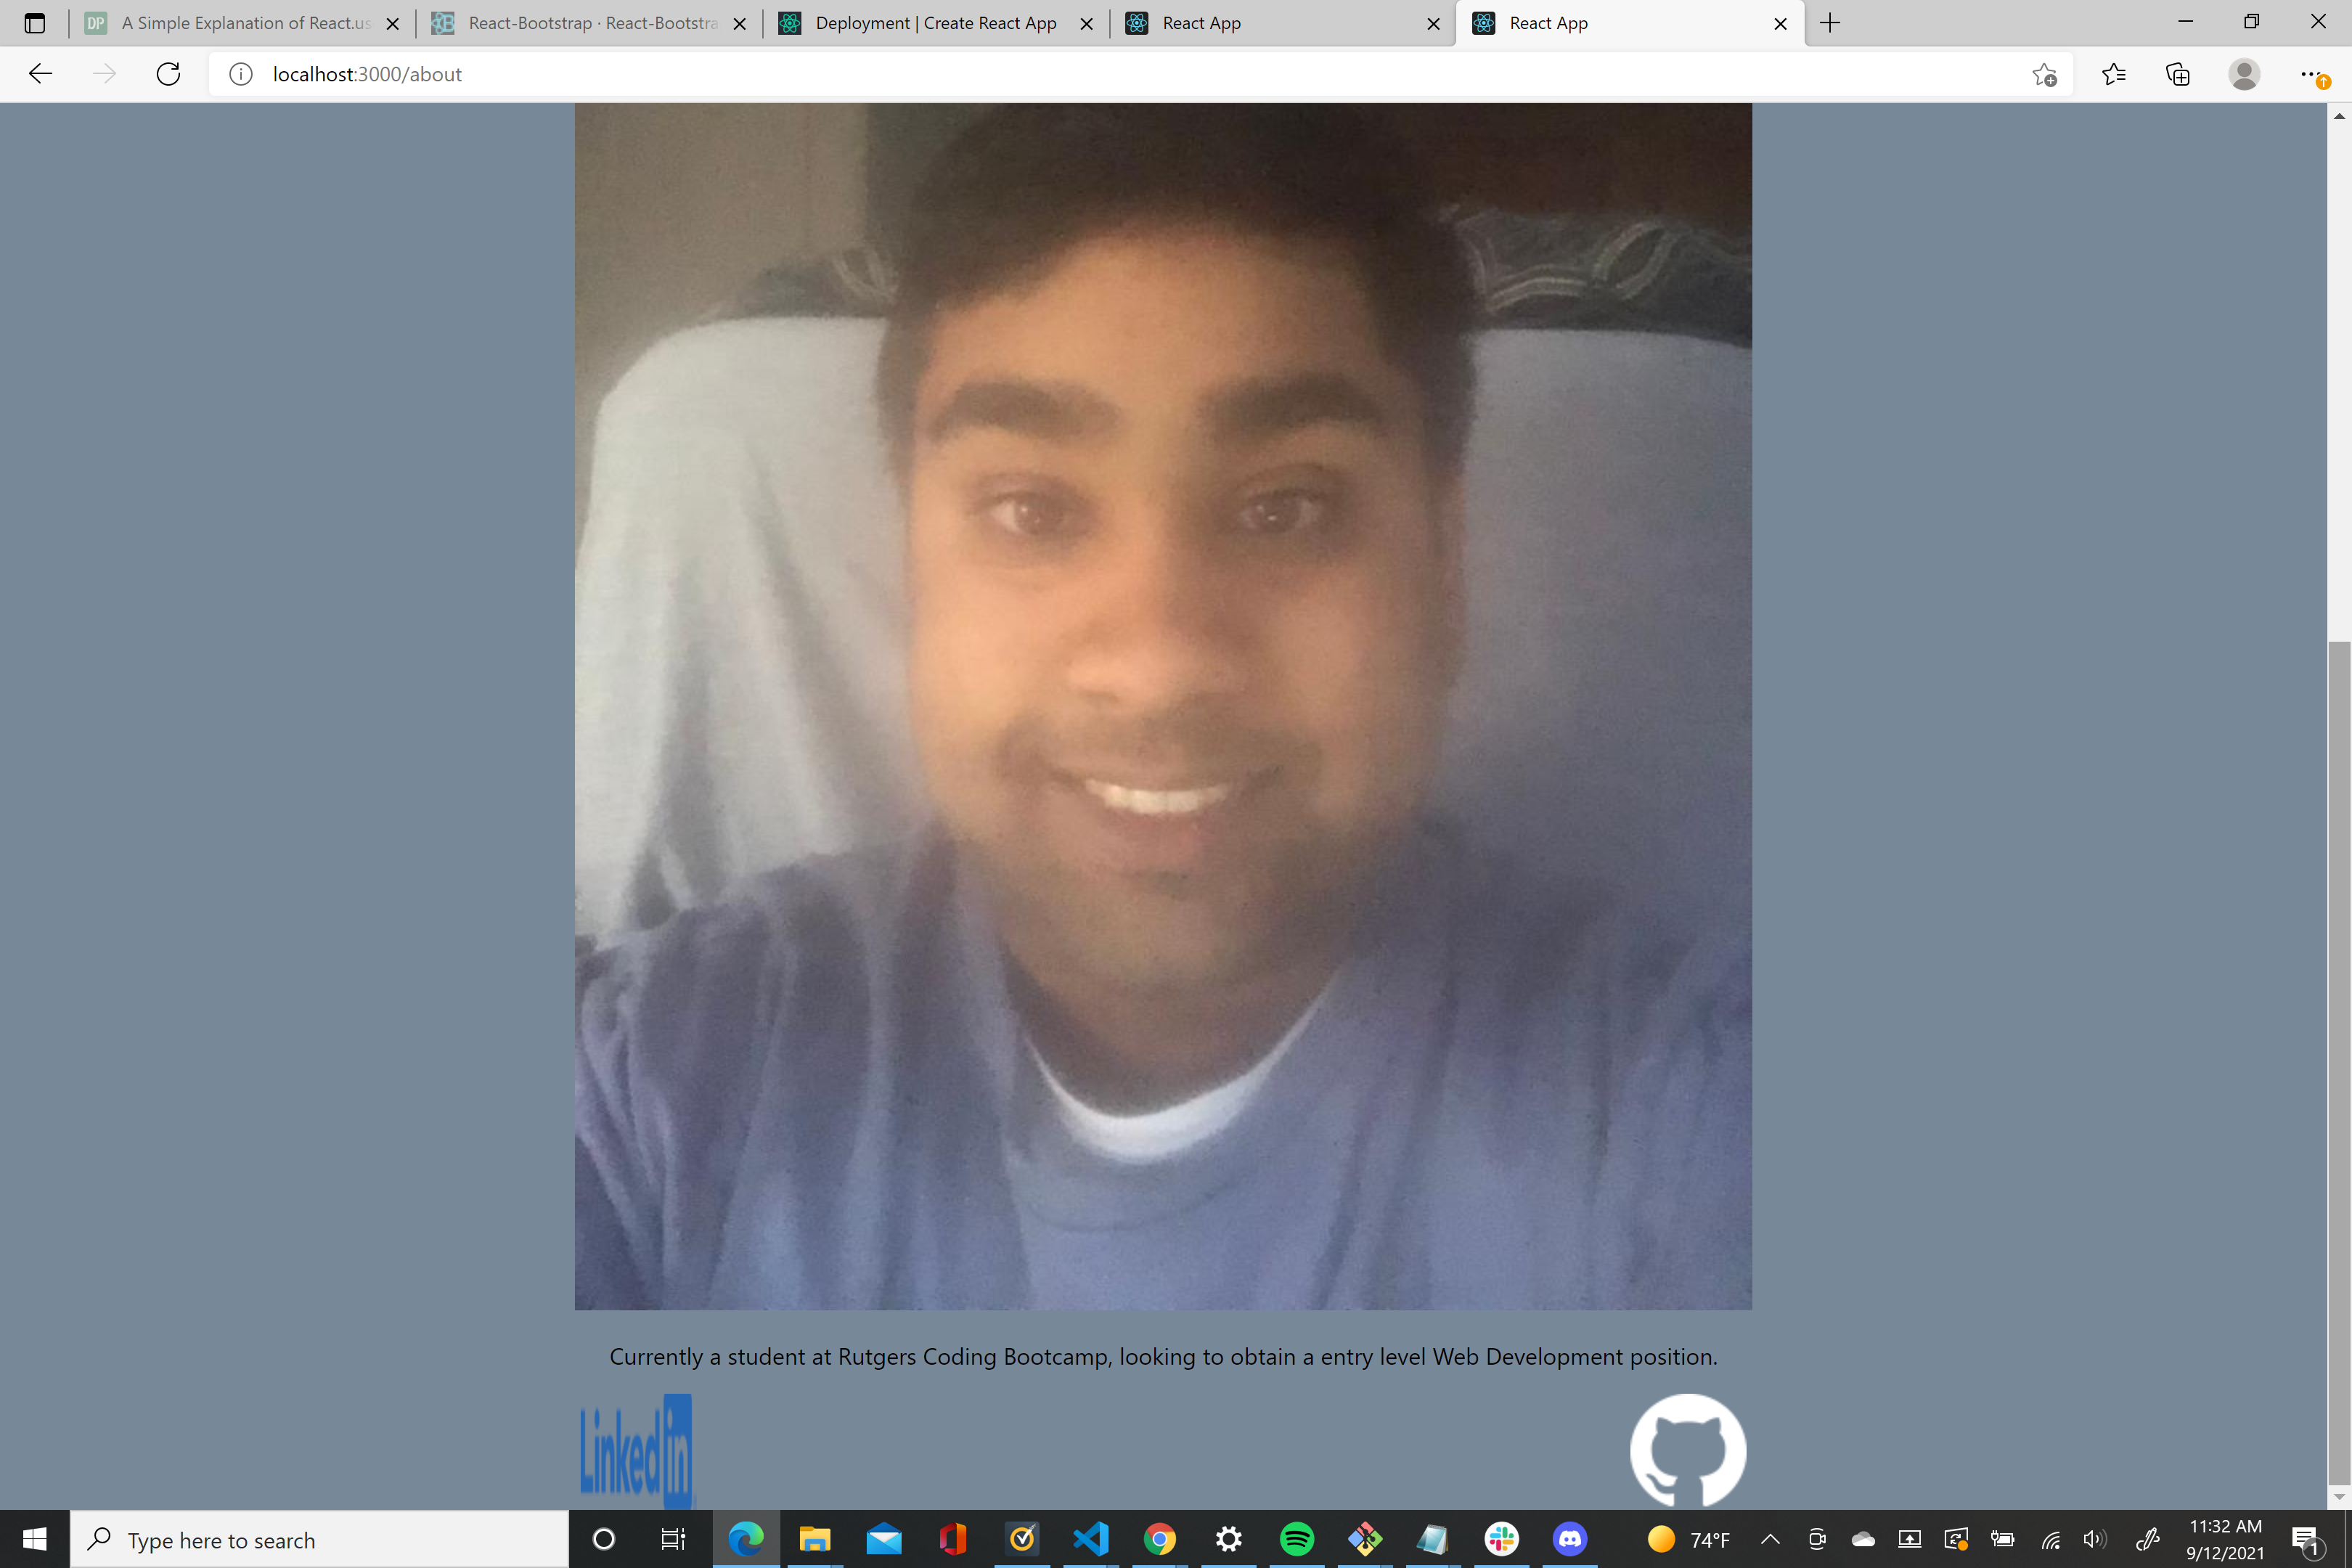 A Simple Explanation of React.us
React-Bootstrap · React-Bootstra
Deployment | Create React App
React App
React App
localhost:3000/about
Currently a student at Rutgers Coding Bootcamp, looking to obtain a entry level Web Development position.
Linkedin
Type here to search
74°F
11:32 AM
9/12/2021
1
DP